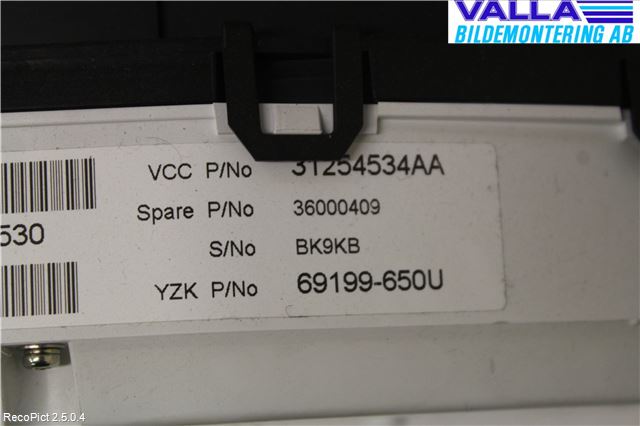 VALLA
BILDEMONTERING AB
VCC P/No 31254534AA
Spare P/No 36000409
530
S/No BK9KB
YZK P/No 69199-650U
RecoPict 2.5.0.4